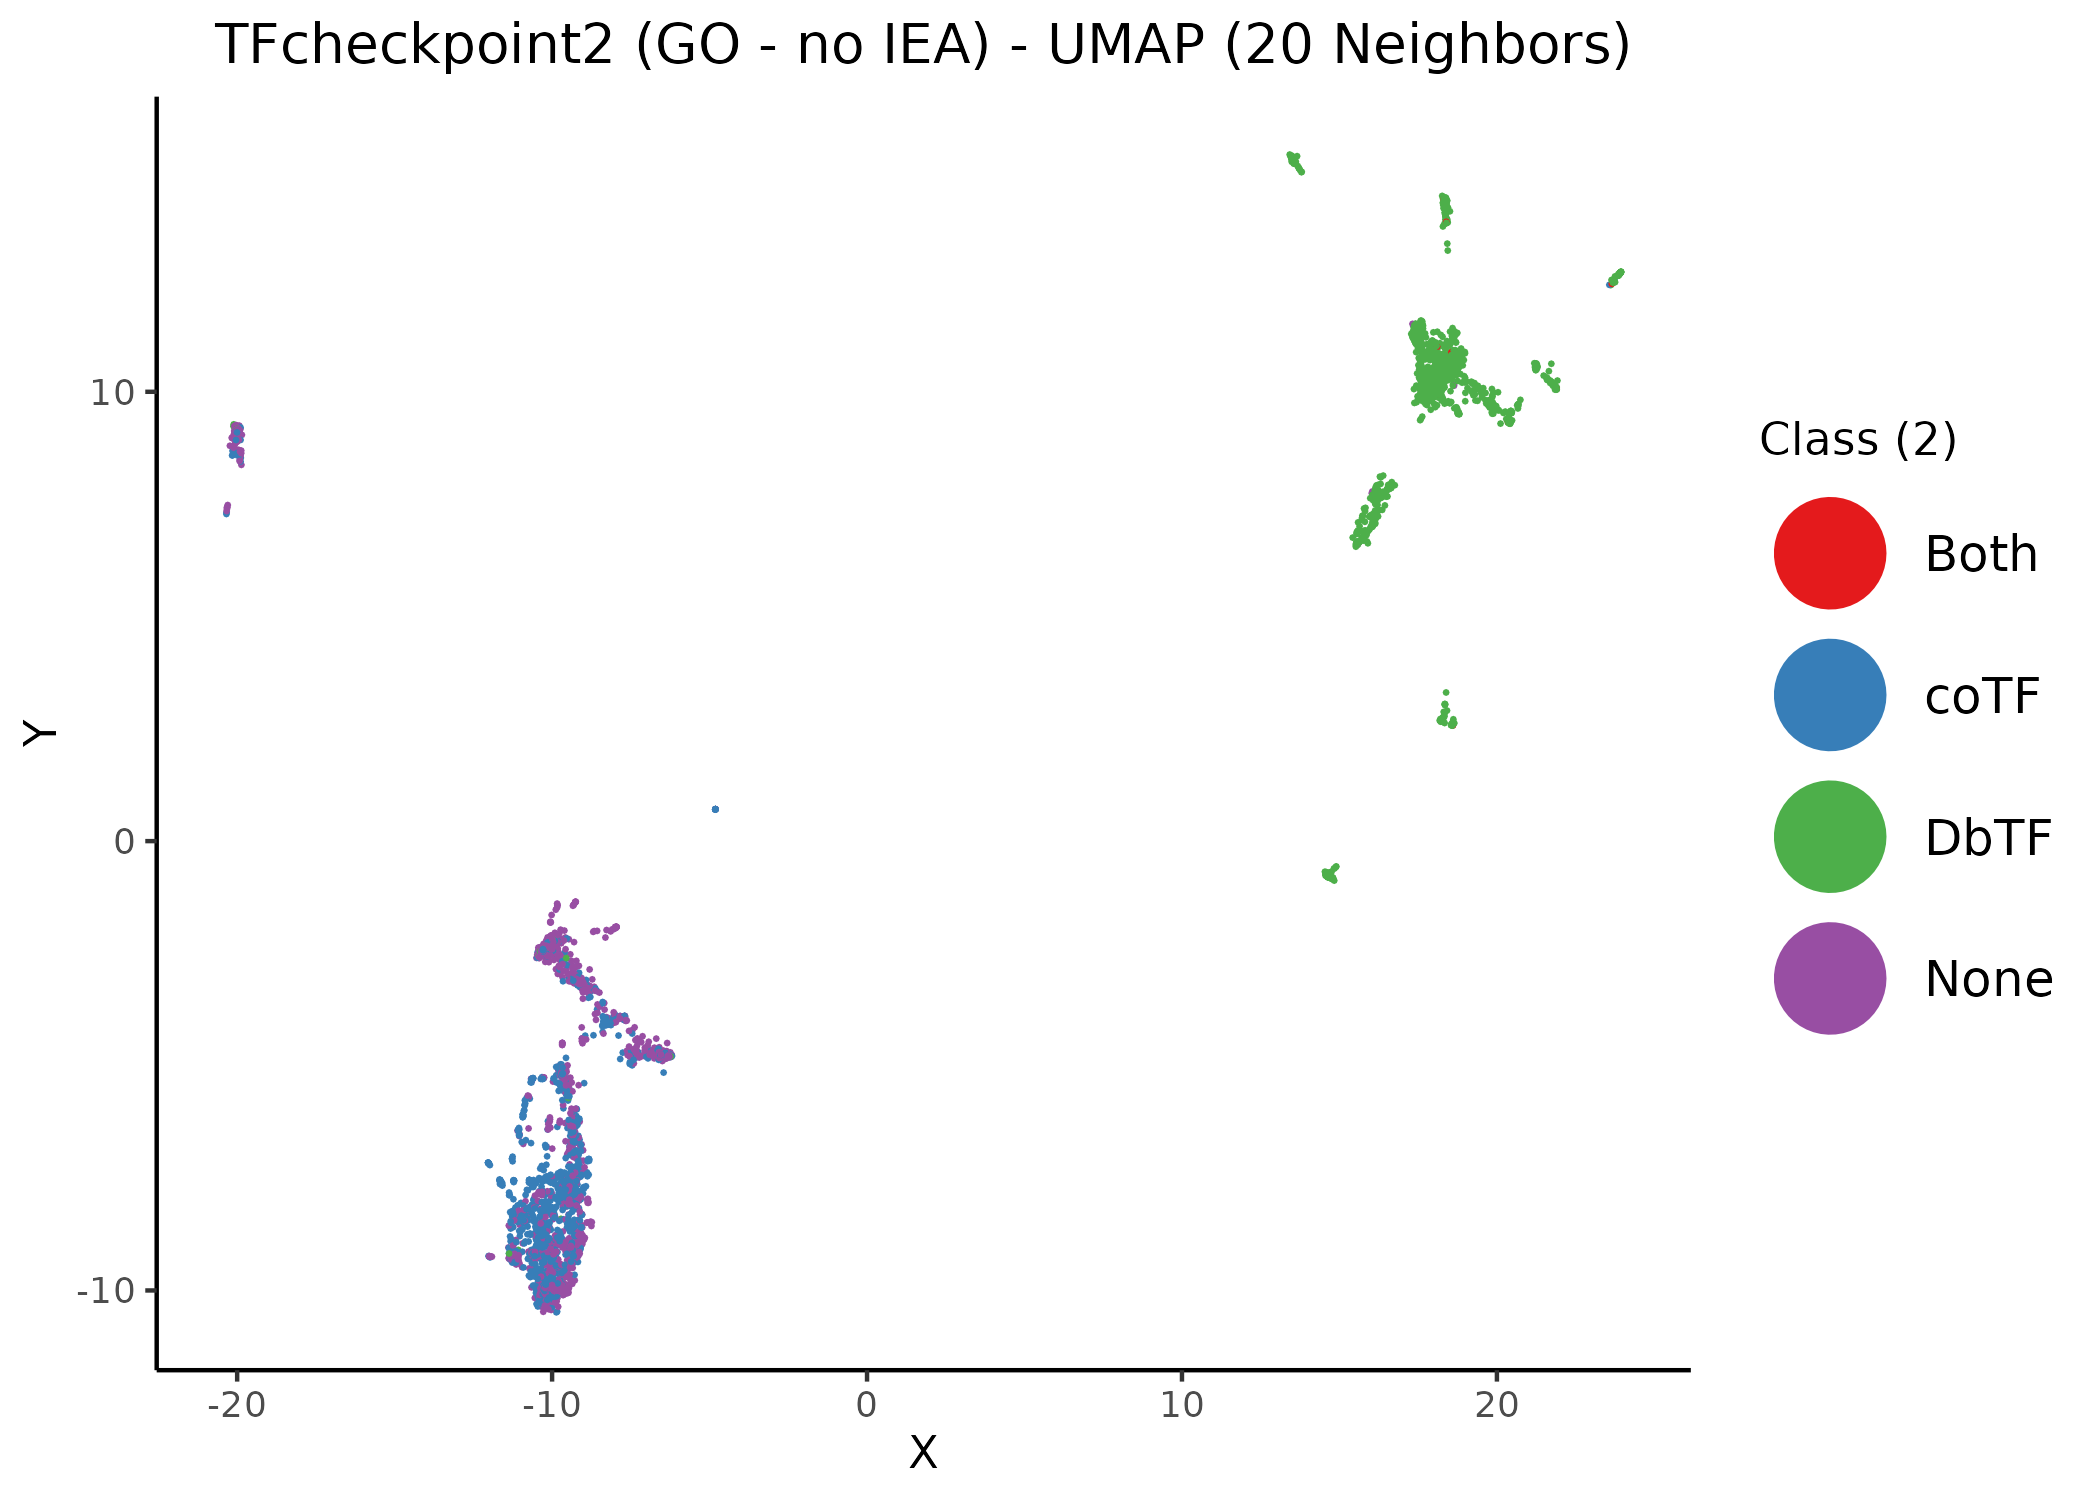 TFcheckpoint2 (GO - no IEA) - UMAP (20 Neighbors)
10
0
-10
Y
-20
-10
0
10
20
X
Class (2)
Both
coTF
DbTF
None